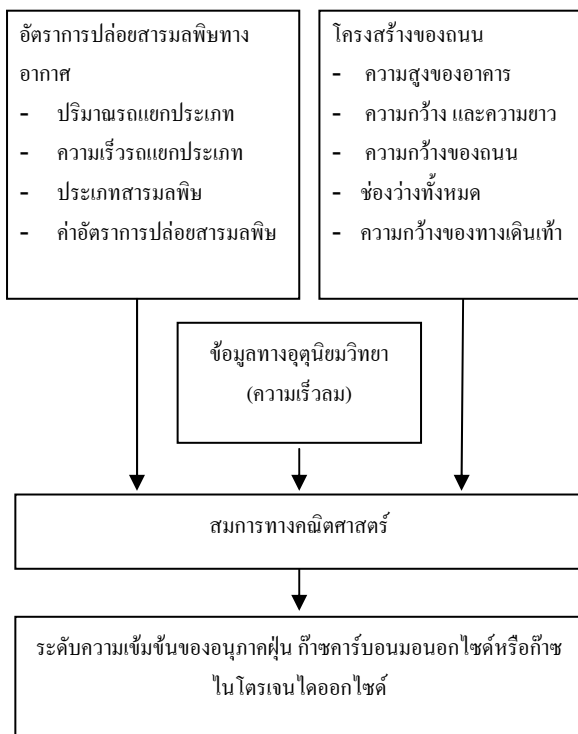 อัตราการปล่อยสารมลพิษทาง
อากาศ
- ปริมาณรถแยกประเภท
- ความเร็วรถแยกประเภท
- ประเภทสารมลพิษ
- ค่าอัตราการปล่อยสารมลพิษ
โครงสร้างของถนน
- ความสูงของอาคาร
- ความกว้าง และความยาว
- ความกว้างของถนน
- ช่องว่างทั้งหมด
- ความกว้างของทางเดินเท้า
ข้อมูลทางอุตุนิยมวิทยา
(ความเร็วลม)
สมการทางคณิตศาสตร์
ระดับความเข้มข้นของอนุภาคฝุ่น ก๊าซคาร์บอนมอนอกไซด์หรือก๊าซ
ไนโตรเจนไดออกไซด์